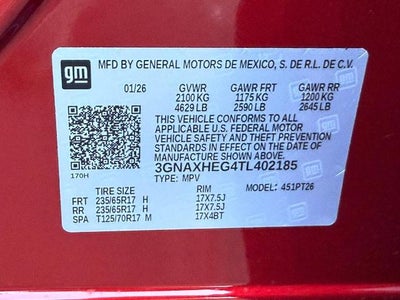 gm
MFD BY GENERAL MOTORS DE MEXICO, S. DE R.L. DE C.V.
01/26 GVWR GAWR FRT GAWR RR
2100 KG 1175 KG 1200 KG
4629 LB 2590 LB 2645 LB
THIS VEHICLE CONFORMS TO ALL
APPLICABLE U.S. FEDERAL MOTOR
VEHICLE SAFETY AND THEFT PREVENTION
STANDARDS IN EFFECT ON THE DATE OF
MANUFACTURE SHOWN ABOVE.
170H 3GNAXHEG4TL402185
TYPE: MPV MODEL: 451PT26
TIRE SIZE RIM
FRT 235/65R17 H 17X7.5J
RR 235/65R17 H 17X7.5J
SPA T125/70R17 M 17X4BT